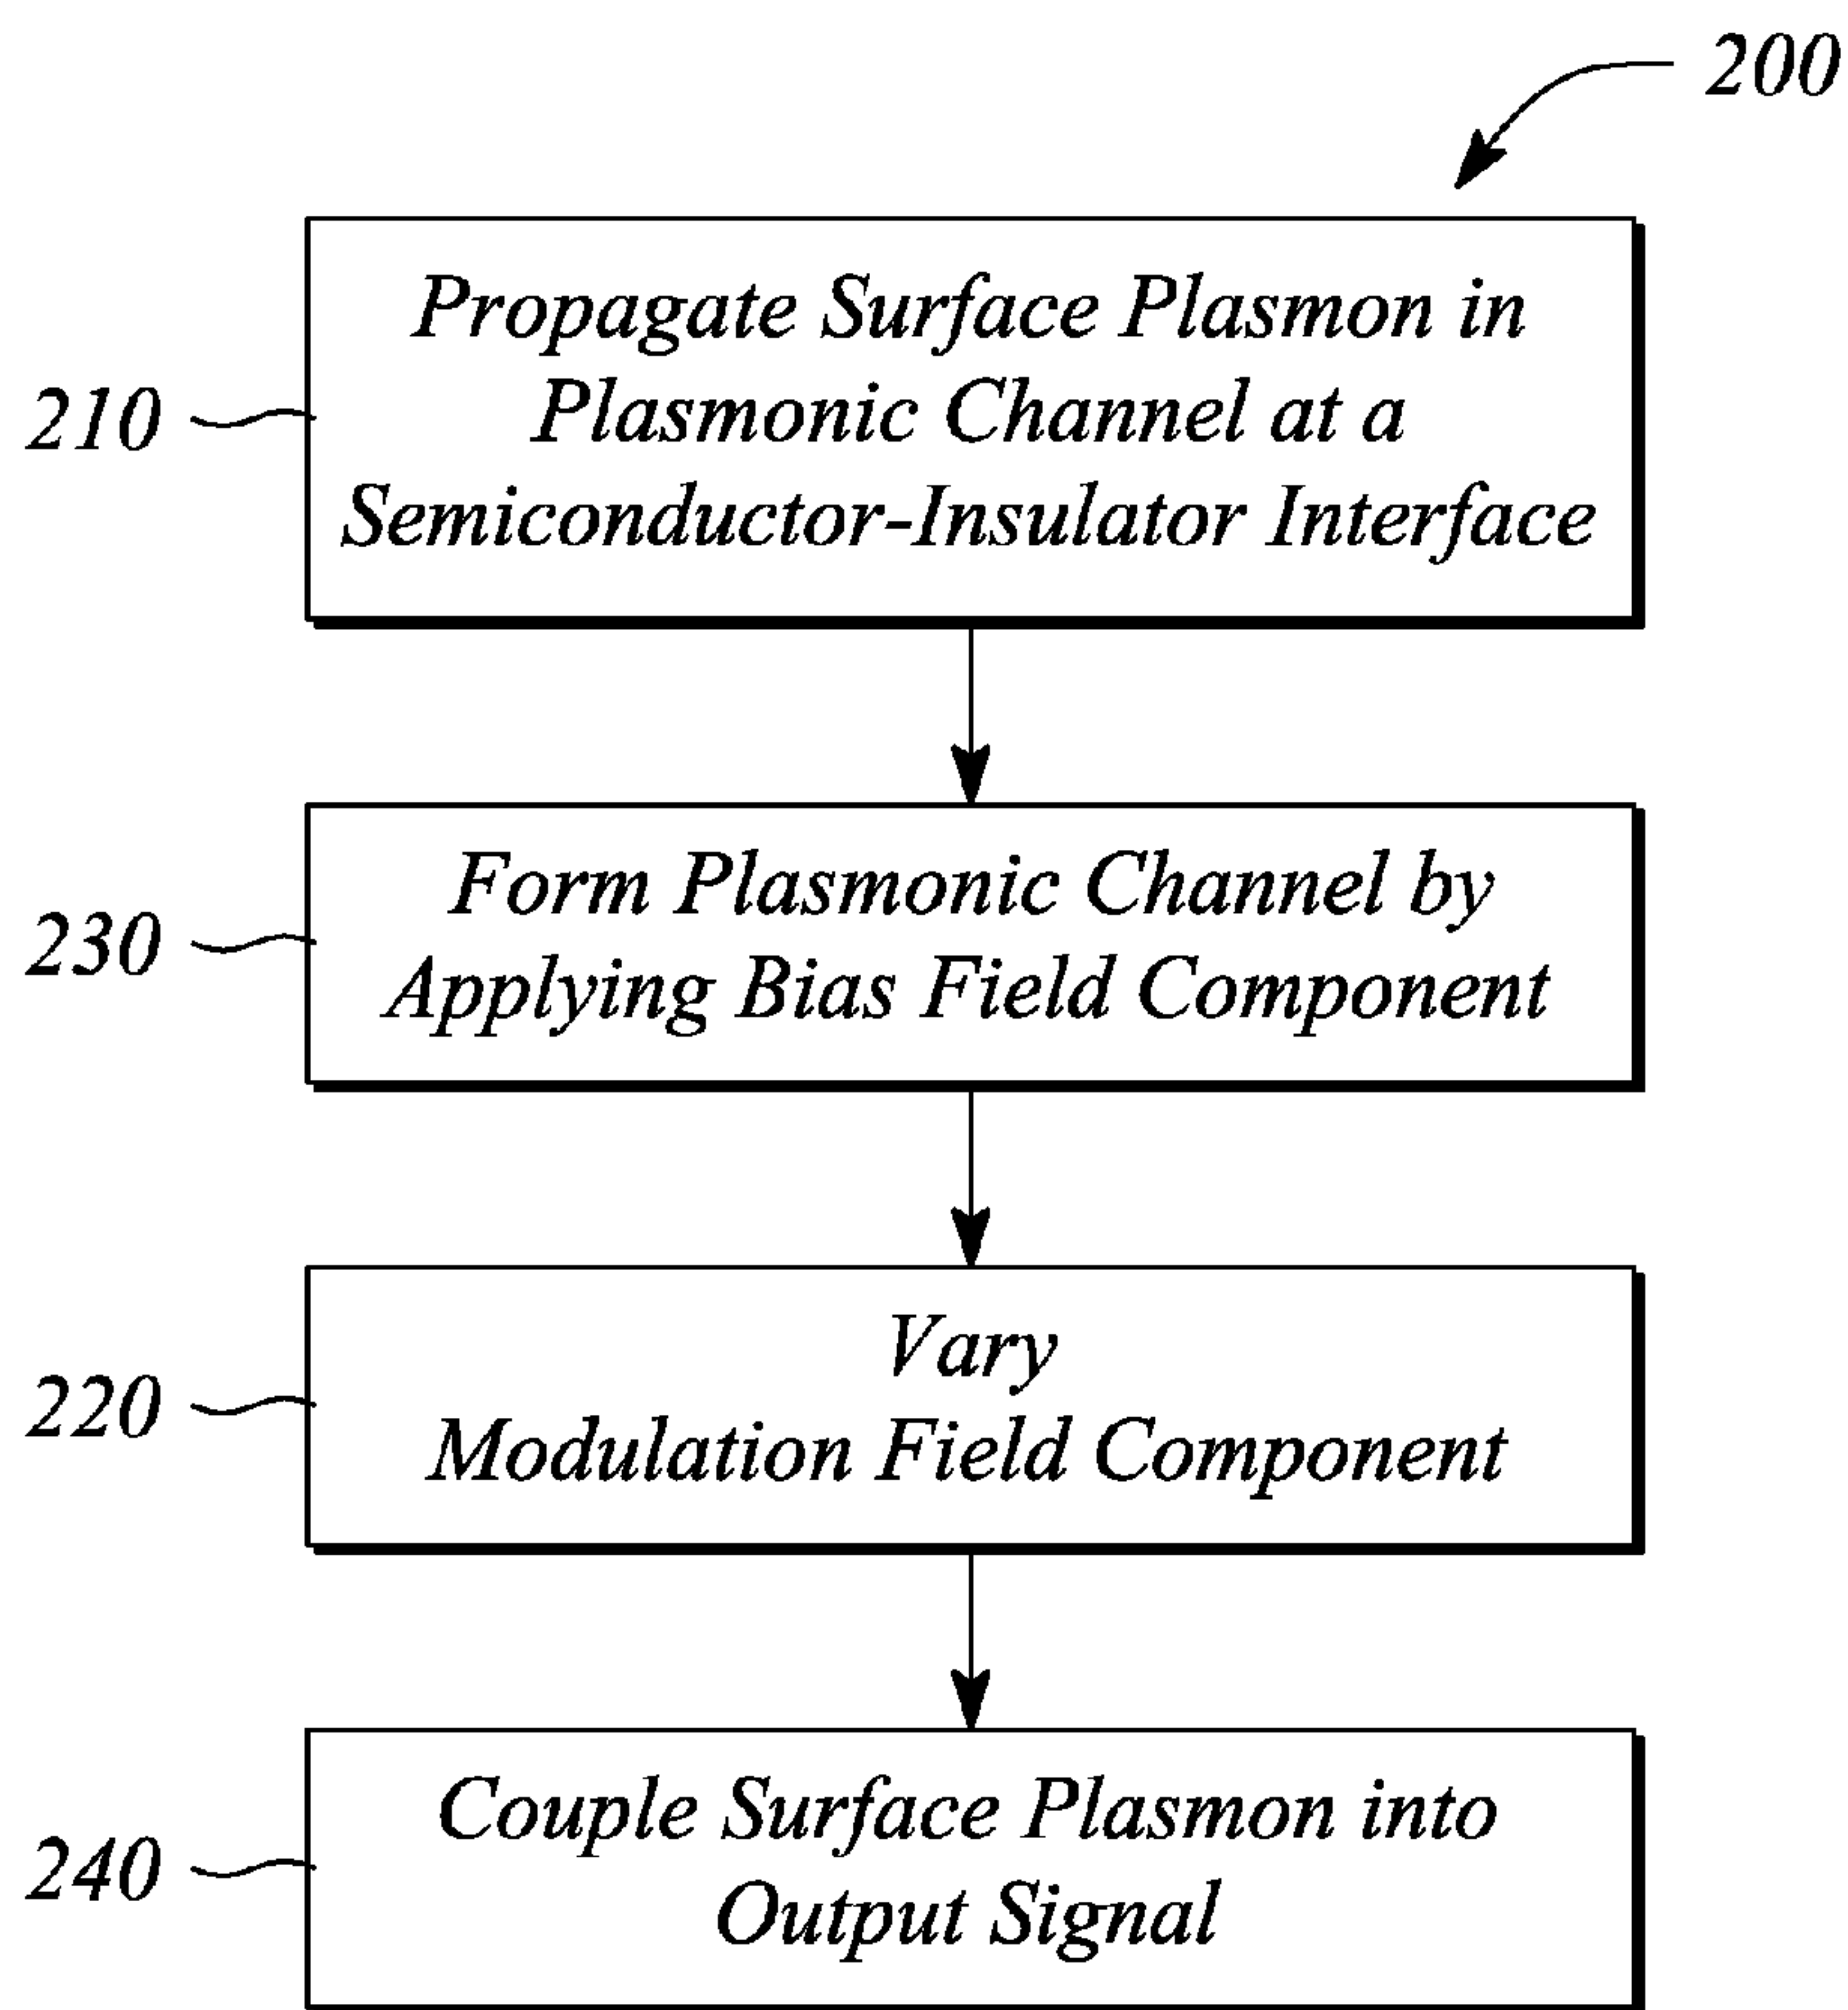 200
Propagate Surface Plasmon in
Plasmonic Channel at a
Semiconductor-Insulator Interface
210
Form Plasmonic Channel by
Applying Bias Field Component
230
Vary
Modulation Field Component
220
Couple Surface Plasmon into
Output Signal
240